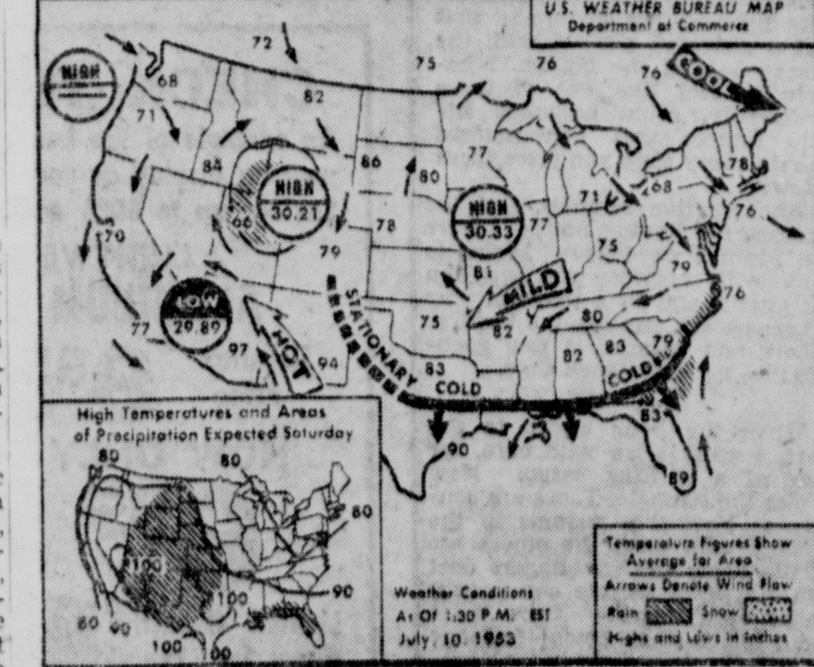 U.S. WEATHER BUREAU MAP
Department of Commerce
72
75
76
76
COOL
HIGH
68
71
82
84
86
80
77
71
68
78
76
HIGH
30.21
66
HIGH
30.33
77
75
78
79
81
79
76
70
LOW
29.89
77
97
HOT
94
STATIONARY
MILD
75
82
80
82
83
79
83
COLD
COLD
83
90
89
High Temperatures and Areas
of Precipitation Expected Saturday
80
80
80
100
100
90
80
90
100
90
Weather Conditions
As Of 1:30 P.M. EST
July, 10, 1953
Temperature Figures Show
Average for Area
Arrows Denote Wind Flow
Rain Snow
Highs and Lows in Inches